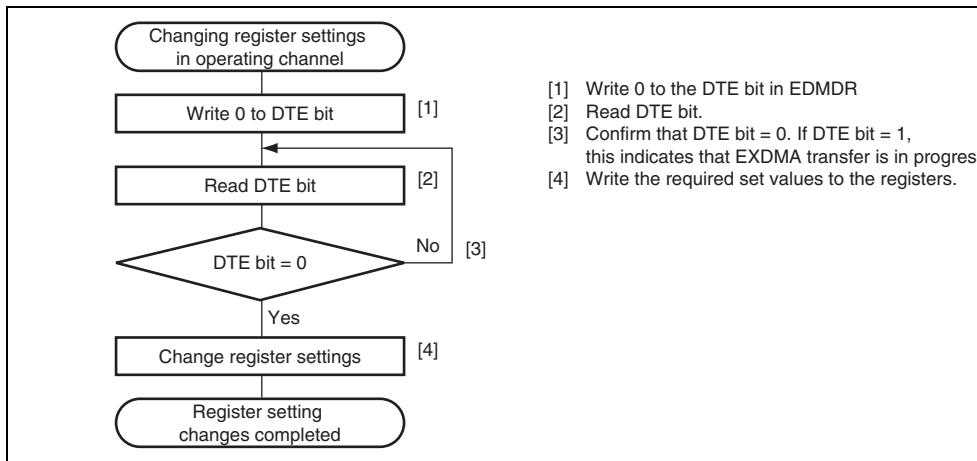 Changing register settings
in operating channel
Write 0 to DTE bit
[1]
Read DTE bit
[2]
DTE bit = 0
No
[3]
Yes
Change register settings
[4]
Register setting
changes completed
[1] Write 0 to the DTE bit in EDMDR
[2] Read DTE bit.
[3] Confirm that DTE bit = 0. If DTE bit = 1,
this indicates that EXDMA transfer is in progres
[4] Write the required set values to the registers.